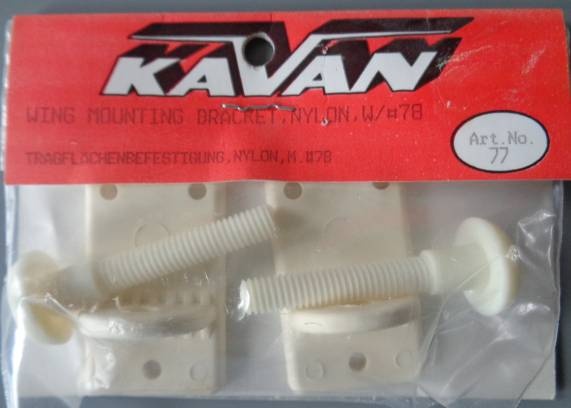 KAVAN
WING MOUNTING BRACKET,NYLON,W/#78
Art.No.
77
TRAGFLÄCHENBEFESTIGUNG,NYLON,M.#78